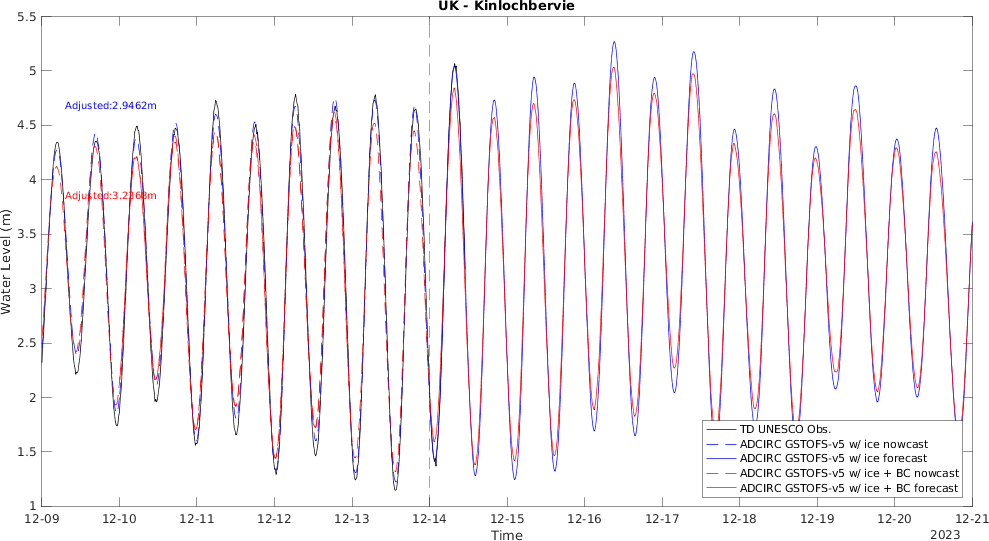 UK - Kinlochbervie
5.5
5
4.5
4
3.5
3
2.5
2
1.5
1
Water Level (m)
Adjusted:2.9462m
Adjusted:3.2368m
TD UNESCO Obs.
ADCIRC GSTOFS-v5 w/ ice nowcast
ADCIRC GSTOFS-v5 w/ ice forecast
ADCIRC GSTOFS-v5 w/ ice + BC nowcast
ADCIRC GSTOFS-v5 w/ ice + BC forecast
12-09 12-10 12-11 12-12 12-13 12-14 12-15 12-16 12-17 12-18 12-19 12-20 12-21
Time
2023